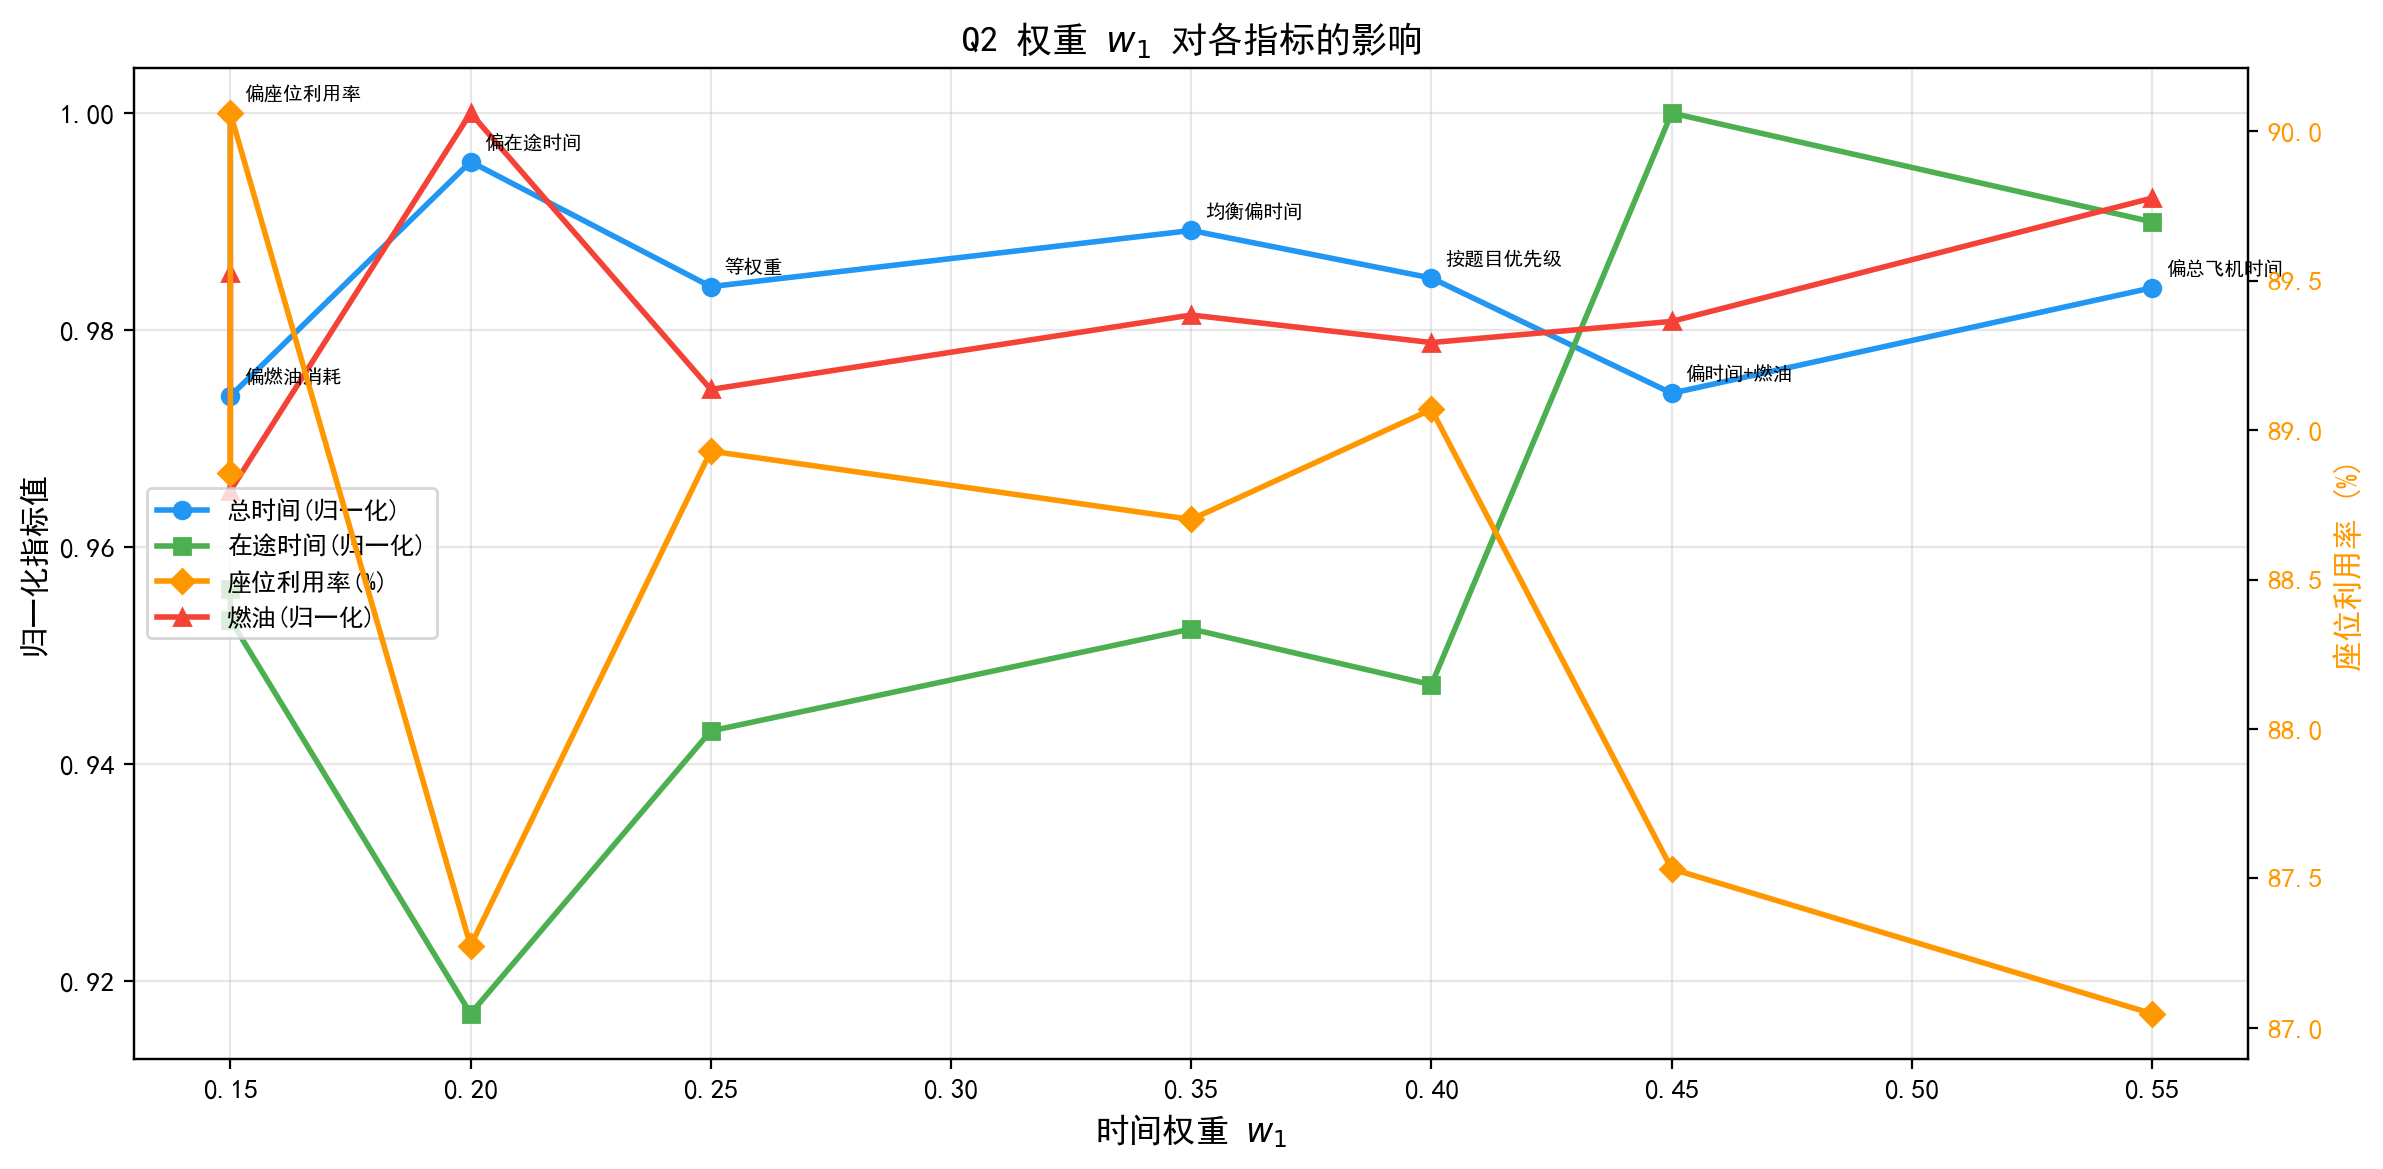 Q2 权重 w1 对各指标的影响
归一化指标值
1.00
0.98
0.96
0.94
0.92
偏座位利用率
偏在途时间
均衡偏时间
等权重
按题目优先级
偏总飞机时间
偏燃油消耗
偏时间+燃油
总时间(归一化)
在途时间(归一化)
座位利用率(%)
燃油(归一化)
90.0
89.5
89.0
88.5
88.0
87.5
87.0
座位利用率 (%)
0.15
0.20
0.25
0.30
0.35
0.40
0.45
0.50
0.55
时间权重 w1